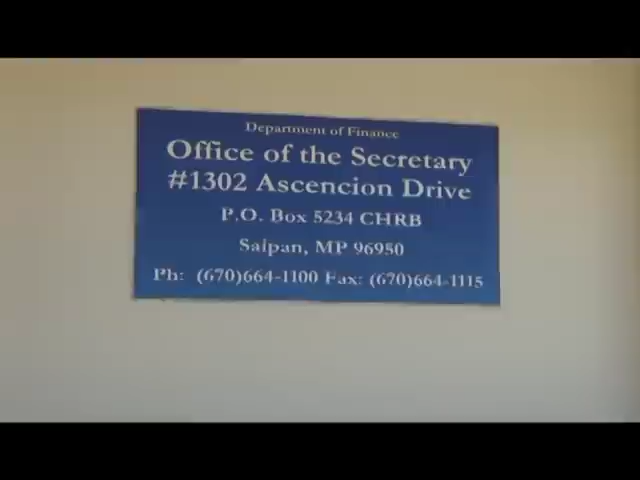 Department of Finance
Office of the Secretary
#1302 Ascencion Drive
P.O. Box 5234 CHRB
Saipan, MP 96950
Ph: (670)664-1100 Fax: (670)664-1115